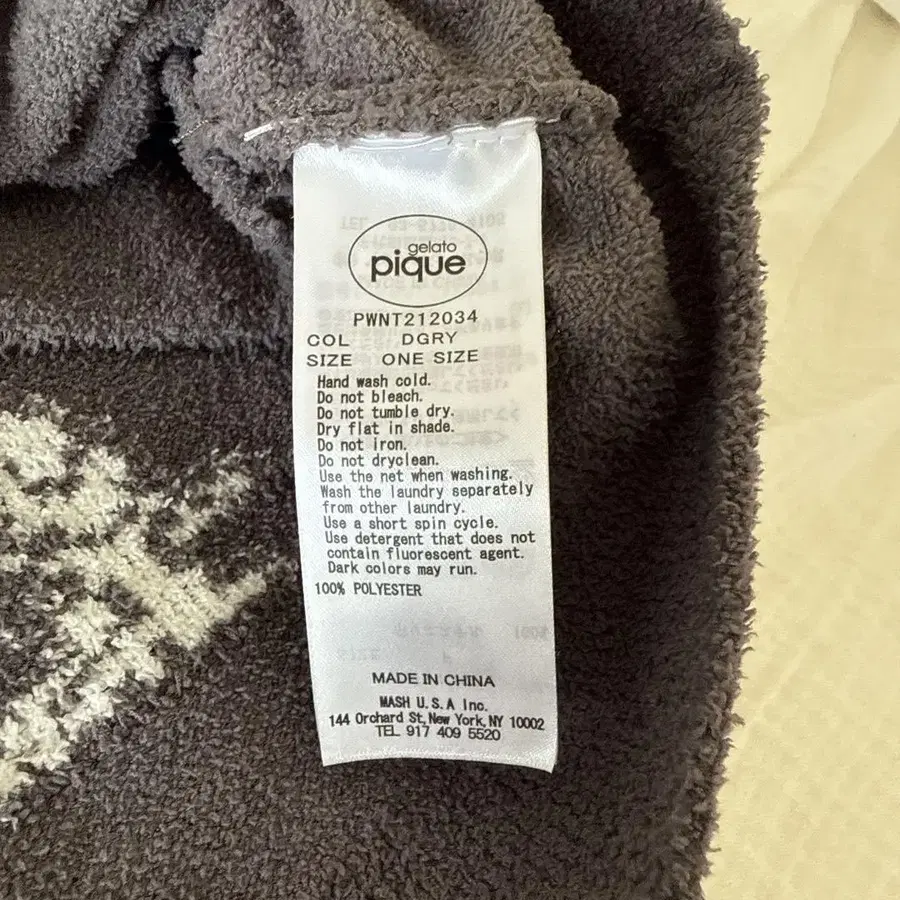 gelato
pique
PWNT212034
COL DGRY
SIZE ONE SIZE
Hand wash cold.
Do not bleach.
Do not tumble dry.
Dry flat in shade.
Do not iron.
Do not dryclean.
Use the net when washing.
Wash the laundry separately
from other laundry.
Use a short spin cycle.
Use detergent that does not
contain fluorescent agent.
Dark colors may run.
100% POLYESTER
MADE IN CHINA
MASH U.S.A Inc.
144 Orchard St, New York, NY 10002
TEL 917 409 5520